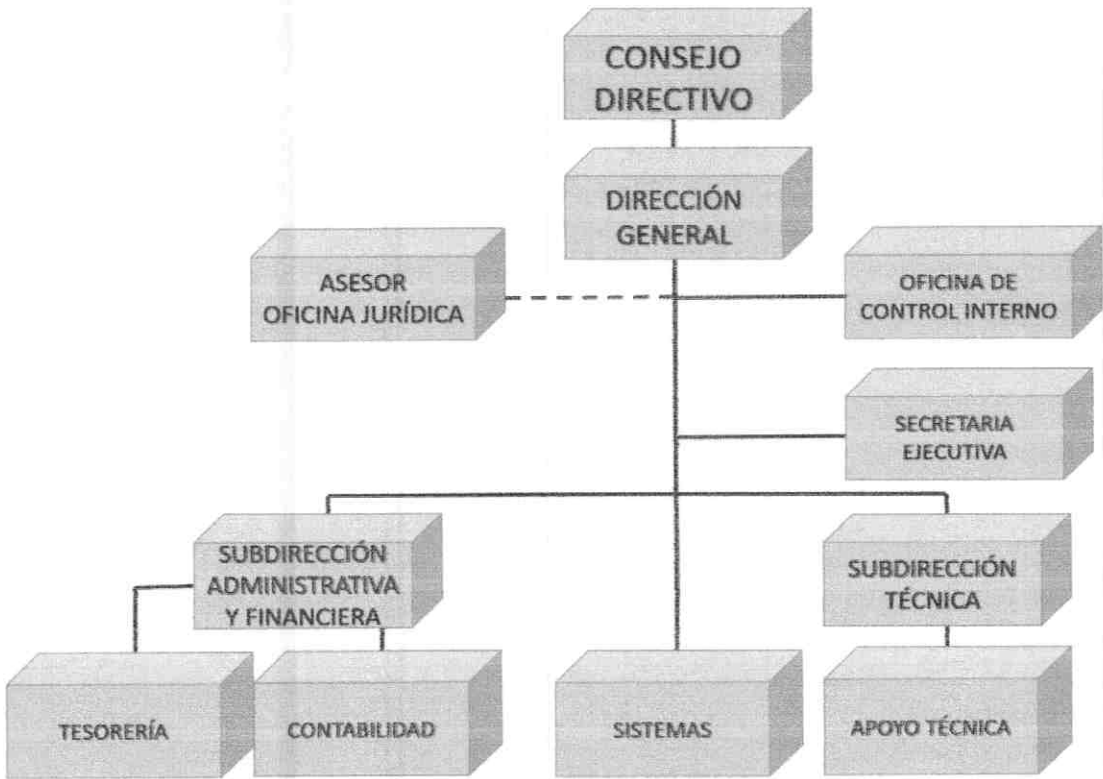 CONSEJO
DIRECTIVO
DIRECCIÓN
GENERAL
ASESOR
OFICINA JURÍDICA
OFICINA DE
CONTROL INTERNO
SECRETARIA
EJECUTIVA
SUBDIRECCIÓN
ADMINISTRATIVA
Y FINANCIERA
SUBDIRECCIÓN
TÉCNICA
TESORERÍA
CONTABILIDAD
SISTEMAS
APOYO TÉCNICA